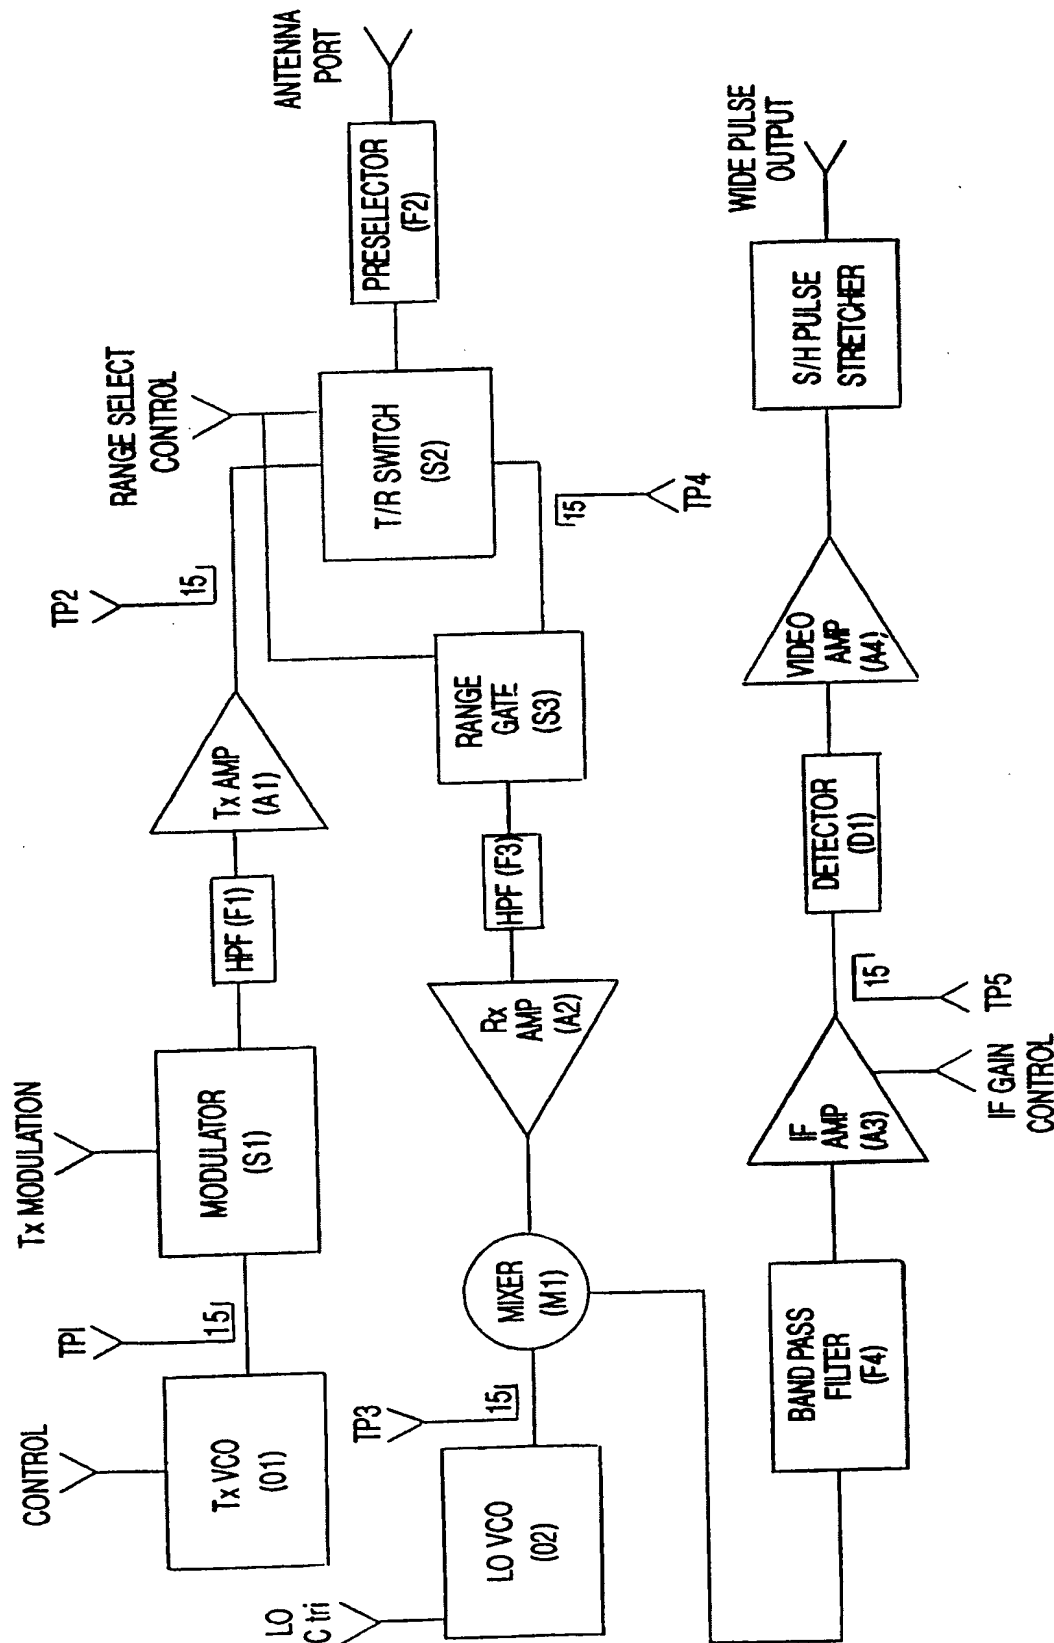 CONTROL
TP1
Tx MODULATION
TP2
RANGE SELECT
CONTROL
ANTENNA
PORT
Tx VCO
(O1)
15
MODULATOR
(S1)
HPF (F1)
Tx AMP
(A1)
15
T/R SWITCH
(S2)
PRESELECTOR
(F2)
LO
C tri
TP3
LO VCO
(O2)
15
MIXER
(M1)
Rx
AMP
(A2)
HPF (F3)
RANGE
GATE
(S3)
15
TP4
BAND PASS
FILTER
(F4)
IF
AMP
(A3)
IF GAIN
CONTROL
15
TP5
DETECTOR
(D1)
VIDEO
AMP
(A4)
S/H PULSE
STRETCHER
WIDE PULSE
OUTPUT